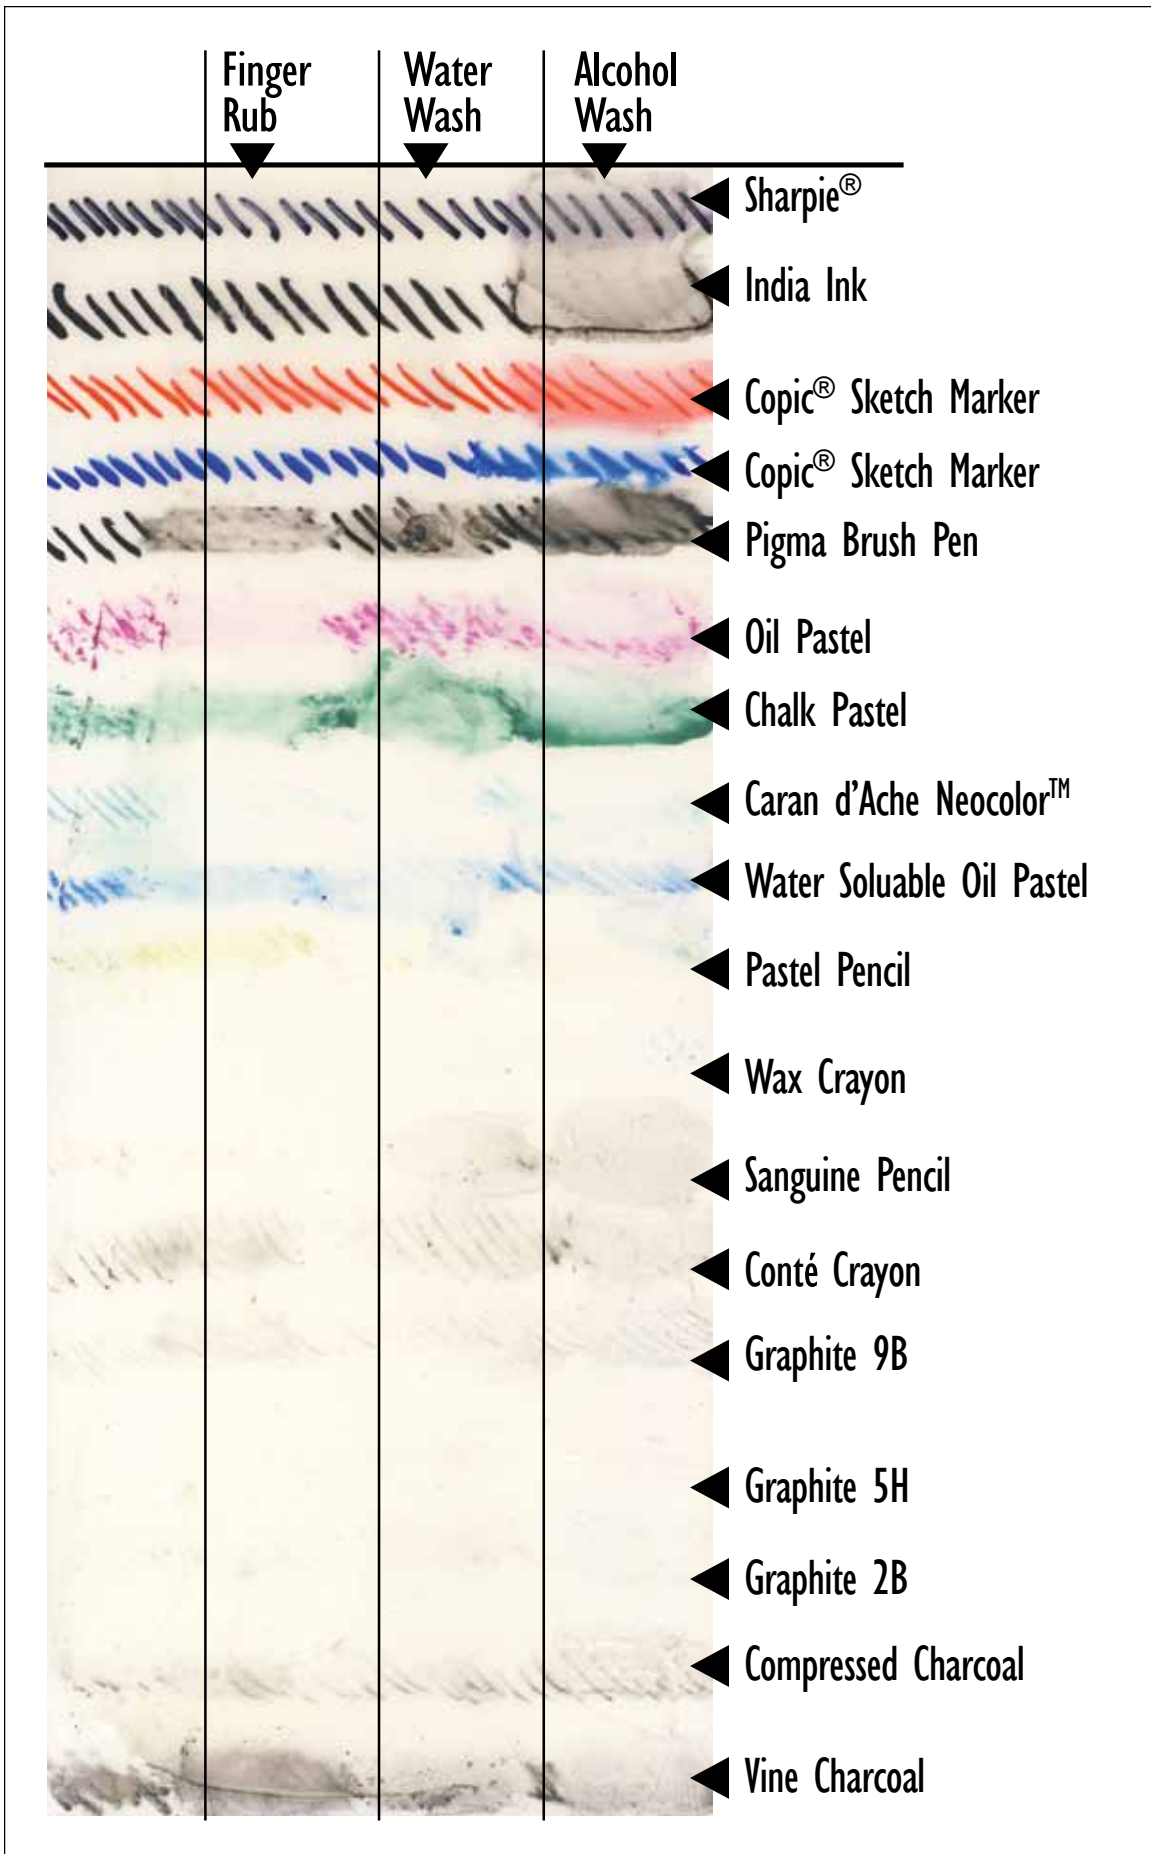 Finger
Rub
Water
Wash
Alcohol
Wash
Sharpie®
India Ink
Copic® Sketch Marker
Copic® Sketch Marker
Pigma Brush Pen
Oil Pastel
Chalk Pastel
Caran d'Ache Neocolor™
Water Soluable Oil Pastel
Pastel Pencil
Wax Crayon
Sanguine Pencil
Conté Crayon
Graphite 9B
Graphite 5H
Graphite 2B
Compressed Charcoal
Vine Charcoal